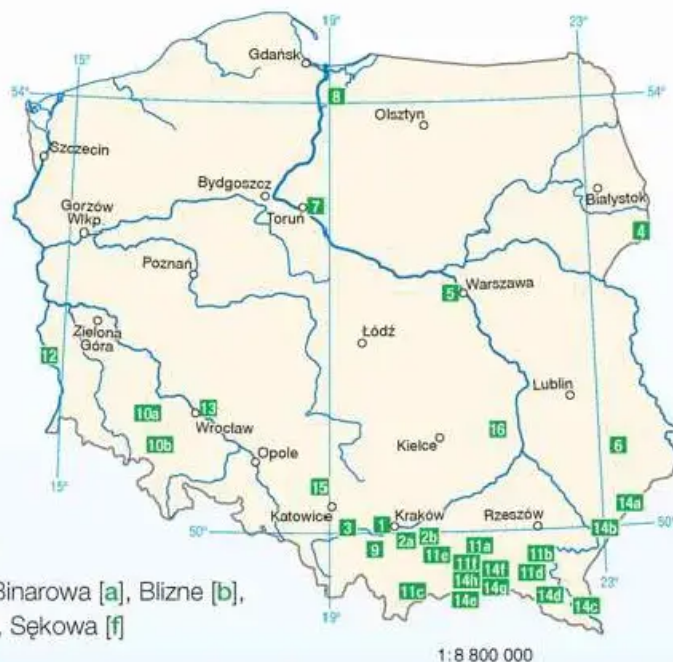 19°
23°
Gdańsk
15°
54°
8
54°
Olsztyn
Szczecin
Bydgoszcz
Białystok
Gorzów
Wlkp.
7
Toruń
4
Poznań
5
Warszawa
Zielona
Góra
Łódź
12
Lublin
10a
13
Wrocław
16
10b
Kielce
6
Opole
15°
15
14a
Katowice
3
1
Kraków
Rzeszów
14b
50°
50°
2a
2b
9
11e
11a
11b
11f
14f
11d
14h
23°
11c
14g
14d
14e
14c
19°
Binarowa [a], Blizne [b],
, Sękowa [f]
1:8 800 000